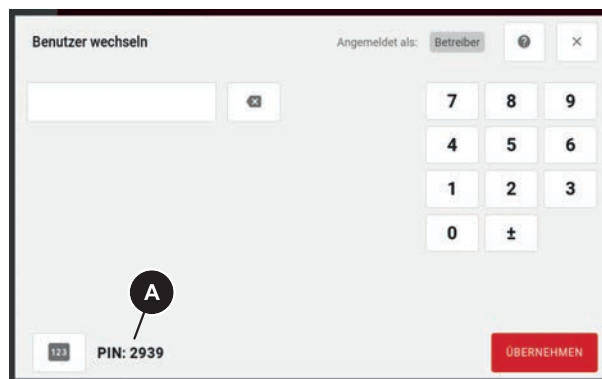 Benutzer wechseln Angemeldet als: Betreiber
7 8 9
4 5 6
1 2 3
0 ±
A
123 PIN: 2939 ÜBERNEHMEN